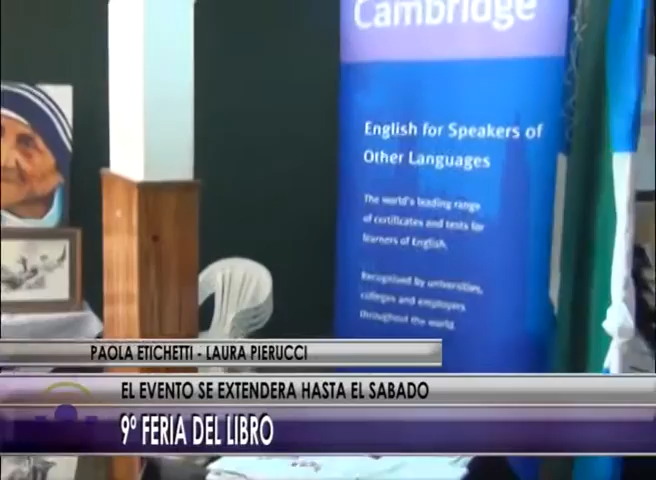 Cambridge
English for Speakers of
Other Languages
The world's leading range
of certificates and tests for
learners of English
Recognised by universities,
colleges and employers
throughout the world
PAOLA ETICHETTI - LAURA PIERUCCI
EL EVENTO SE EXTENDERA HASTA EL SABADO
9º FERIA DEL LIBRO